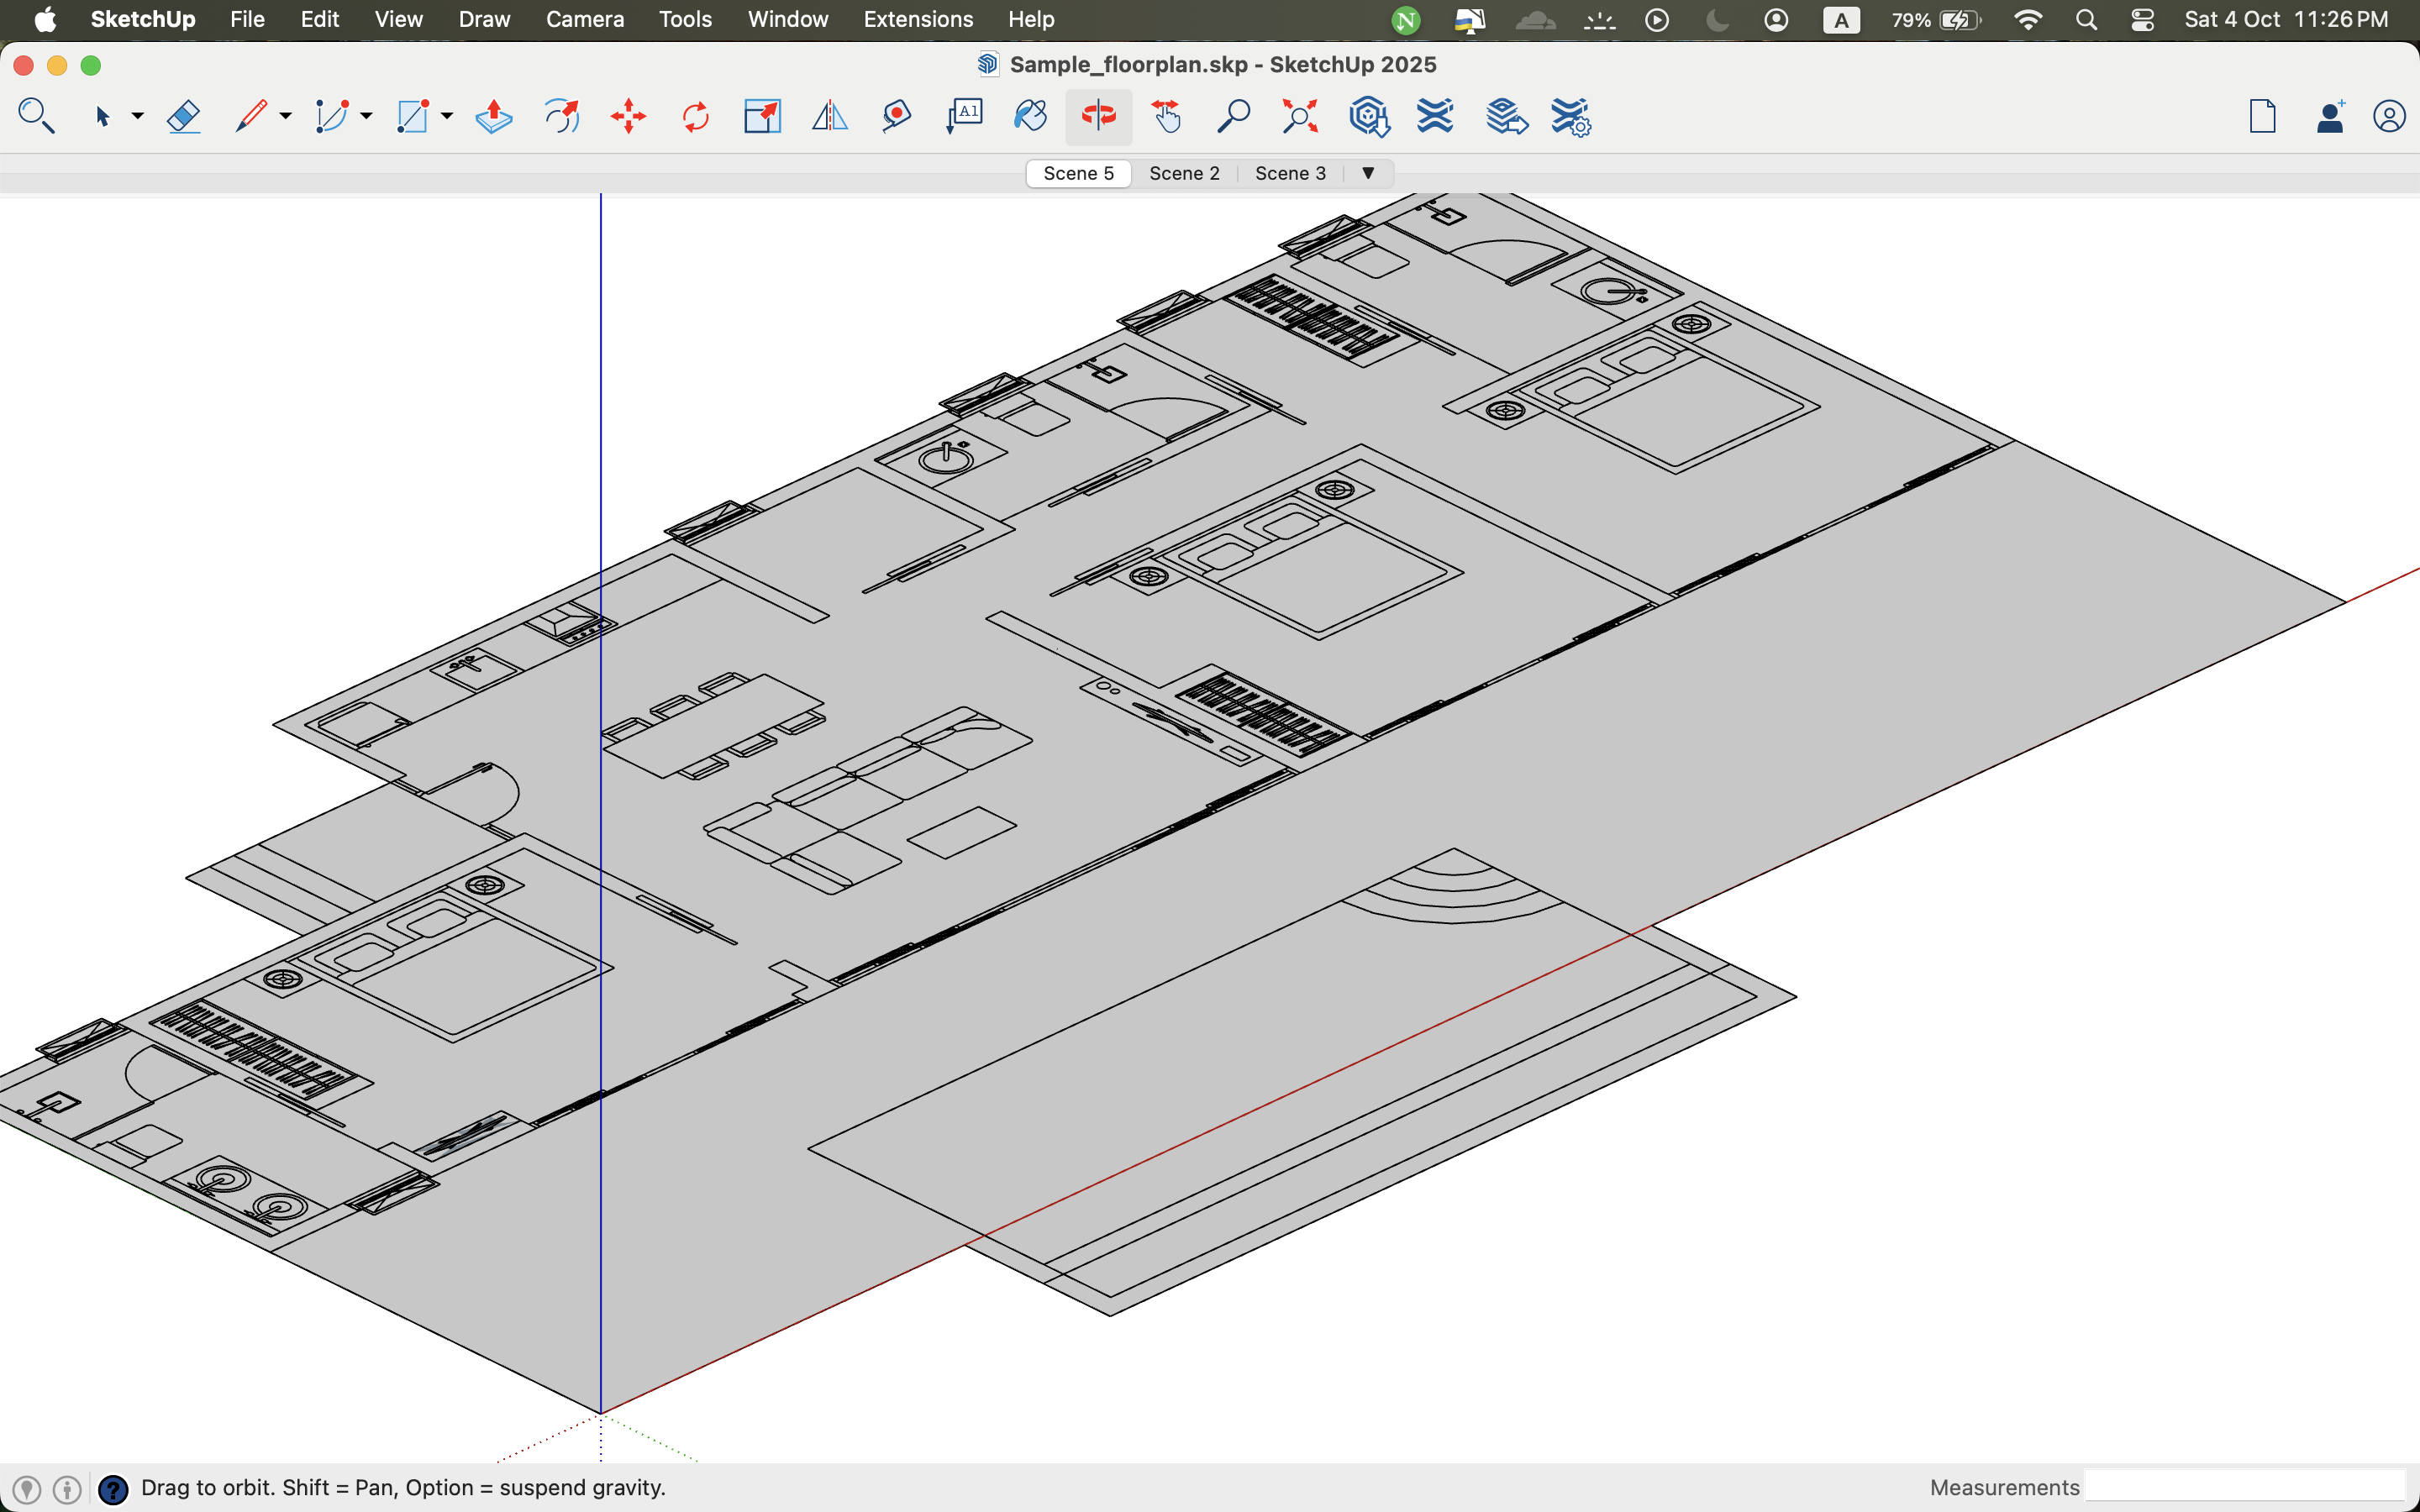 SketchUp File Edit View Draw Camera Tools Window Extensions Help N A 79% Sat 4 Oct 11:26 PM
Sample_floorplan.skp - SketchUp 2025
A1
Scene 5 Scene 2 Scene 3 ▼
? Drag to orbit. Shift = Pan, Option = suspend gravity. Measurements